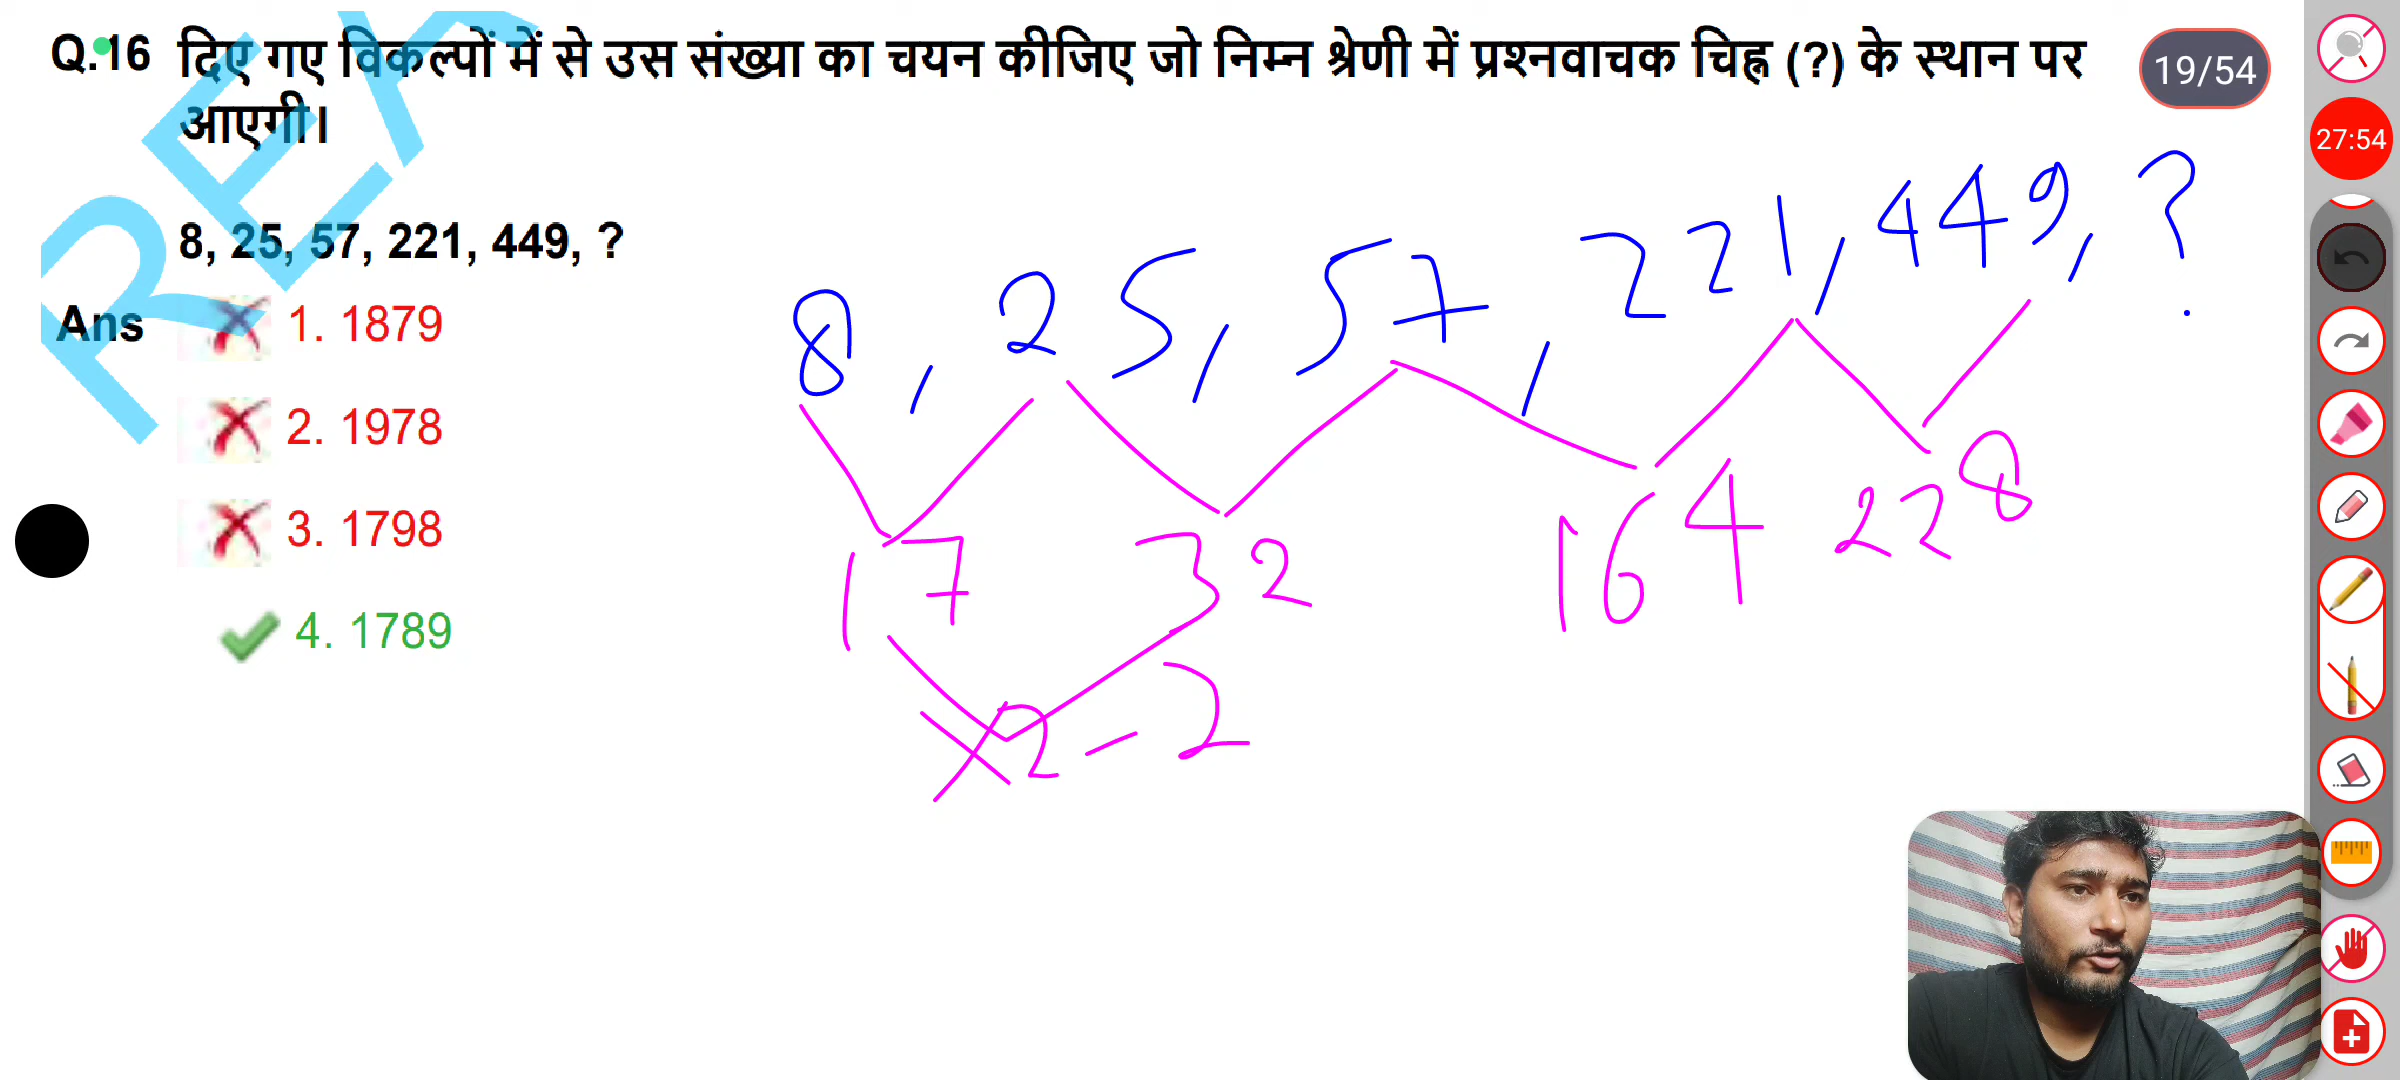 Q.16 दिए गए विकल्पों में से उस संख्या का चयन कीजिए जो निम्न श्रेणी में प्रश्नवाचक चिह्न (?) के स्थान पर
आएगी।
19/54
27:54
8, 25, 57, 221, 449, ?
Ans 1. 1879
2. 1978
3. 1798
4. 1789
8, 25, 57, 221, 449, ?
17 32 164 228
×2-2
REA